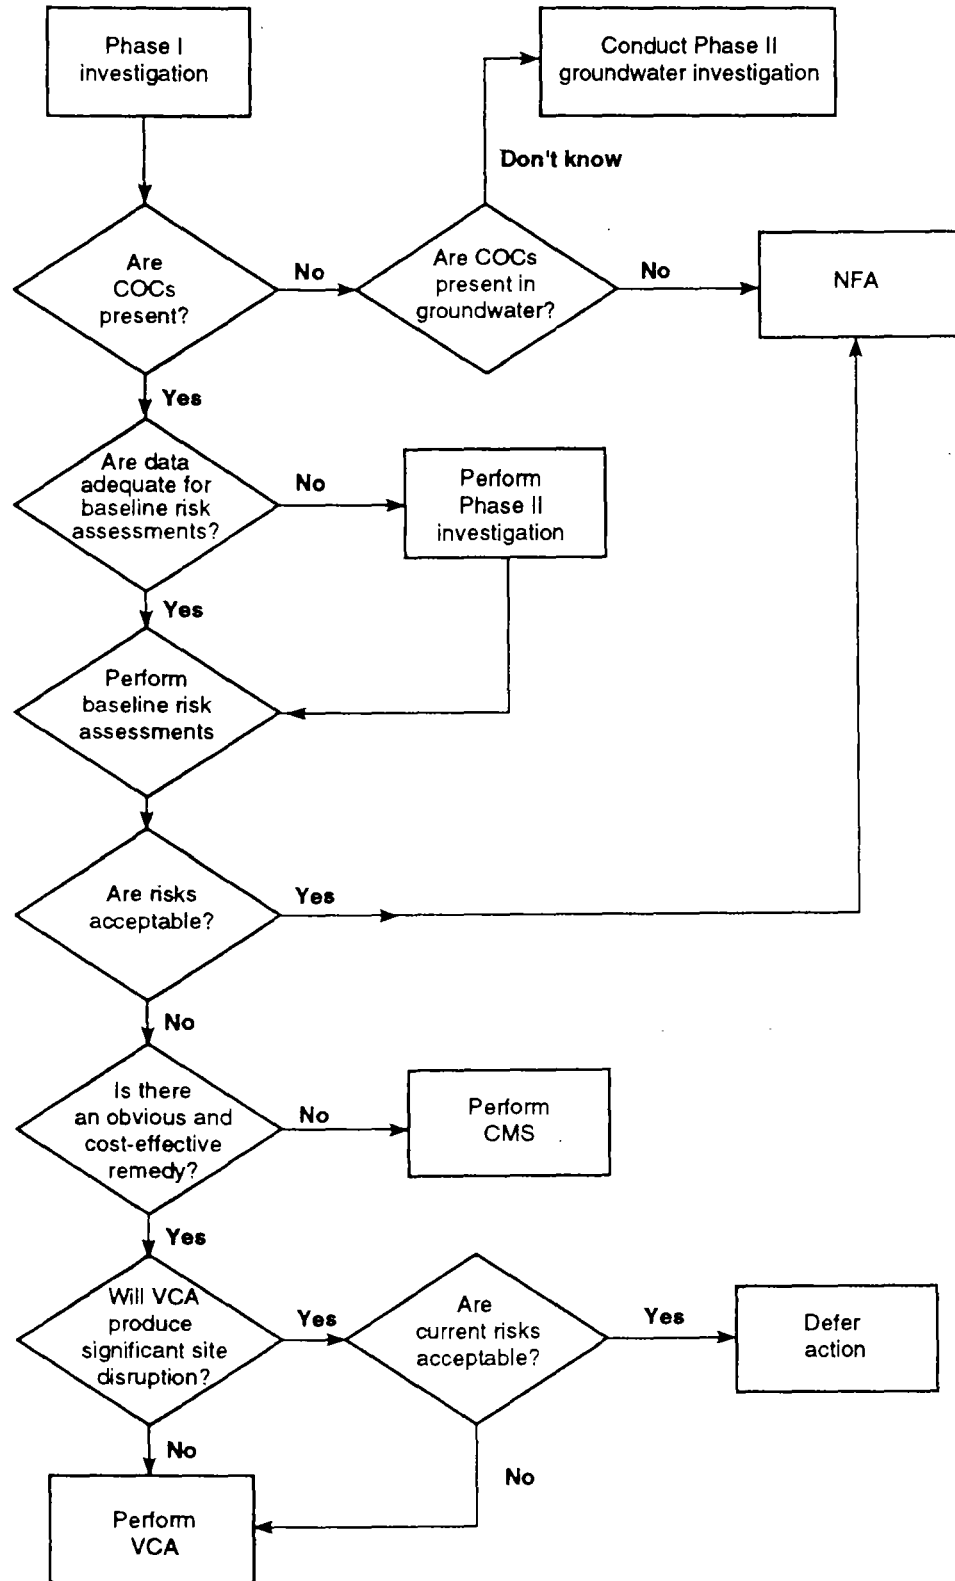 Phase I
investigation
Conduct Phase II
groundwater investigation
Don't know
Are
COCs
present?
No
Are COCs
present in
groundwater?
No
NFA
Yes
Are data
adequate for
baseline risk
assessments?
No
Perform
Phase II
investigation
Yes
Perform
baseline risk
assessments
Are risks
acceptable?
Yes
No
Is there
an obvious and
cost-effective
remedy?
No
Perform
CMS
Yes
Will VCA
produce
significant site
disruption?
Yes
Are
current risks
acceptable?
Yes
Defer
action
No
No
Perform
VCA